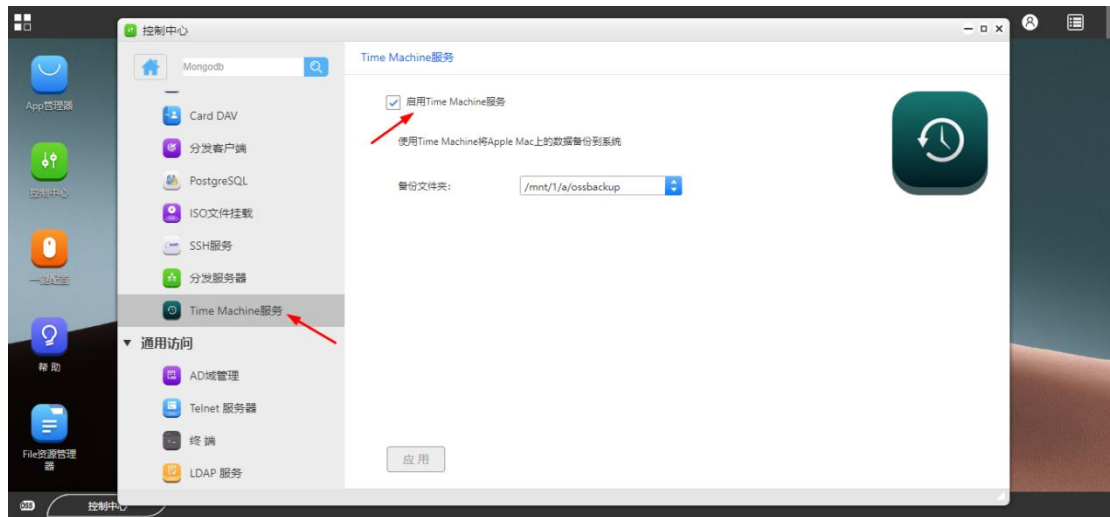 控制中心
Mongodb
Time Machine服务
App管理器
控制中心
一键配置
帮 助
File资源管理
器
Card DAV
分发客户端
PostgreSQL
ISO文件挂载
SSH服务
分发服务器
Time Machine服务
通用访问
AD域管理
Telnet 服务器
终 端
LDAP 服务
启用Time Machine服务
使用Time Machine将Apple Mac上的数据备份到系统
备份文件夹：
/mnt/1/a/ossbackup
应 用
OSS
控制中心